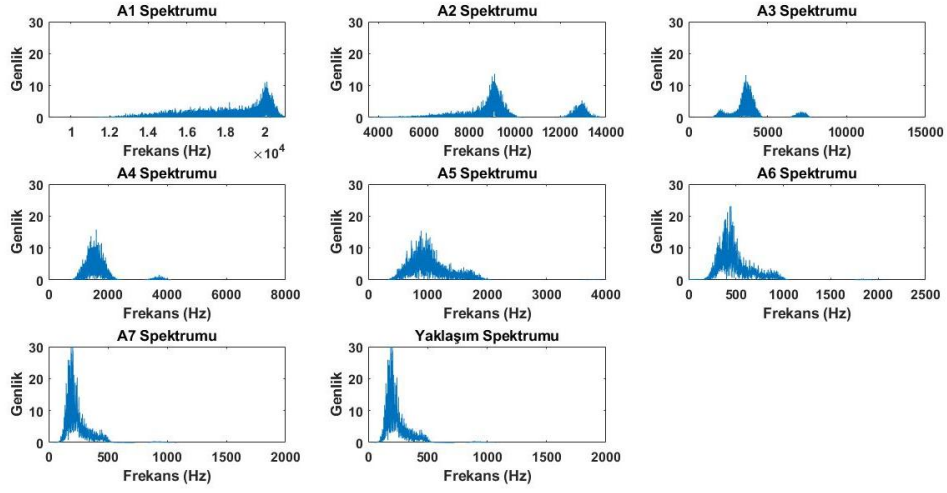 A1 Spektrumu
A2 Spektrumu
A3 Spektrumu
30
20
10
0
Genlik
1 1.2 1.4 1.6 1.8 2
Frekans (Hz)
×10⁴
30
20
10
0
Genlik
4000 6000 8000 10000 12000 14000
Frekans (Hz)
30
20
10
0
Genlik
0 5000 10000 15000
Frekans (Hz)
A4 Spektrumu
A5 Spektrumu
A6 Spektrumu
30
20
10
0
Genlik
0 2000 4000 6000 8000
Frekans (Hz)
30
20
10
0
Genlik
0 1000 2000 3000 4000
Frekans (Hz)
30
20
10
0
Genlik
0 500 1000 1500 2000 2500
Frekans (Hz)
A7 Spektrumu
Yaklaşım Spektrumu
30
20
10
0
Genlik
0 500 1000 1500 2000
Frekans (Hz)
30
20
10
0
Genlik
0 500 1000 1500 2000
Frekans (Hz)